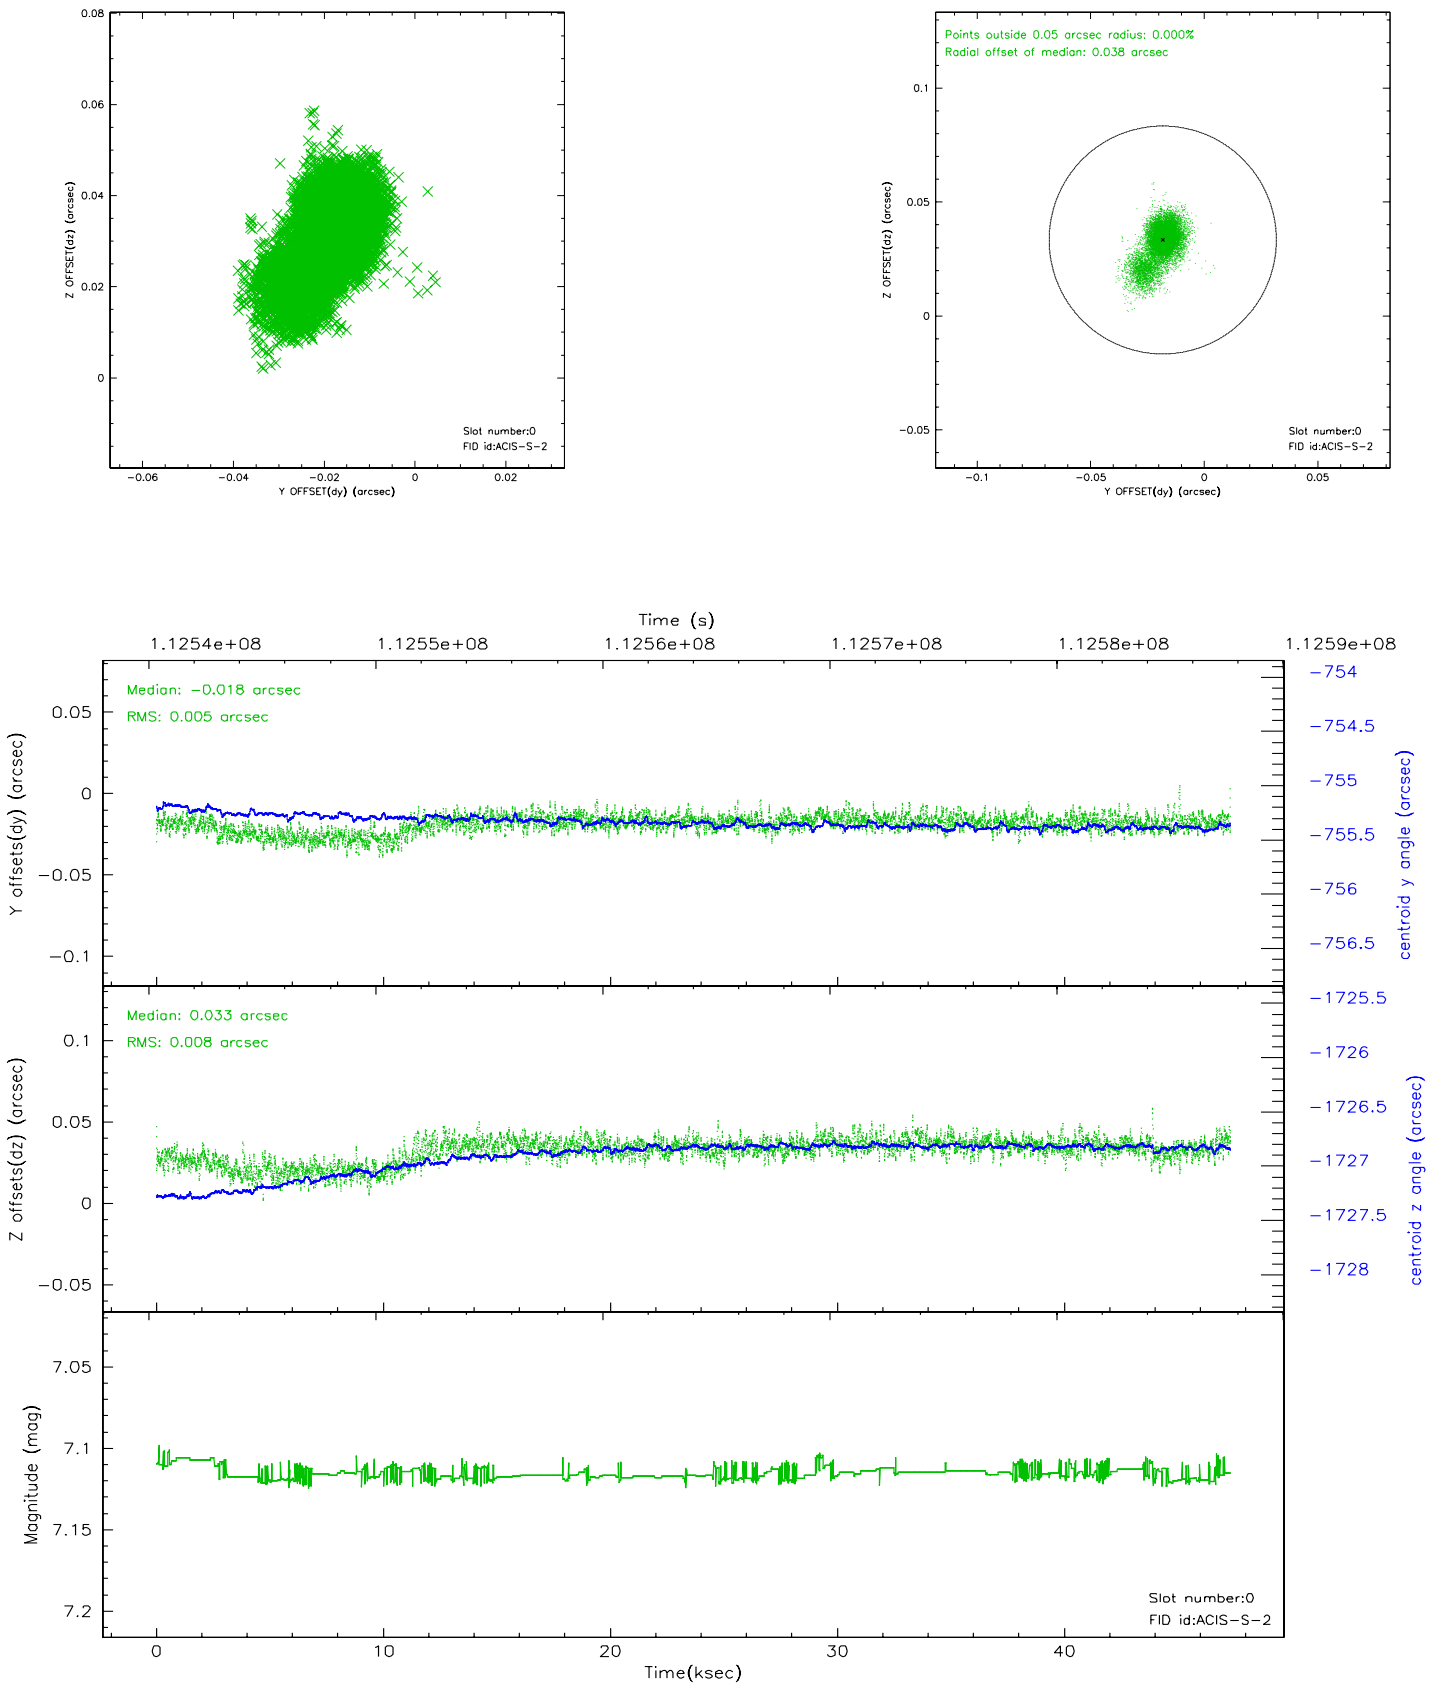 0.08
0.06
0.04
0.02
0
Z OFFSET(dz) (arcsec)
Slot number:0
FID id:ACIS-S-2
-0.06
-0.04
-0.02
0
0.02
Y OFFSET(dy) (arcsec)
Points outside 0.05 arcsec radius: 0.000%
Radial offset of median: 0.038 arcsec
0.1
0.05
0
-0.05
Z OFFSET(dz) (arcsec)
Slot number:0
FID id:ACIS-S-2
-0.1
-0.05
0
0.05
Y OFFSET(dy) (arcsec)
Time (s)
1.1254e+08
1.1255e+08
1.1256e+08
1.1257e+08
1.1258e+08
1.1259e+08
Median: -0.018 arcsec
RMS: 0.005 arcsec
0.05
0
-0.05
-0.1
Y offsets(dy) (arcsec)
-754
-754.5
-755
-755.5
-756
-756.5
centroid y angle (arcsec)
Median: 0.033 arcsec
RMS: 0.008 arcsec
0.1
0.05
0
-0.05
Z offsets(dz) (arcsec)
-1725.5
-1726
-1726.5
-1727
-1727.5
-1728
centroid z angle (arcsec)
7.05
7.1
7.15
7.2
Magnitude (mag)
Slot number:0
FID id:ACIS-S-2
0
10
20
30
40
Time(ksec)